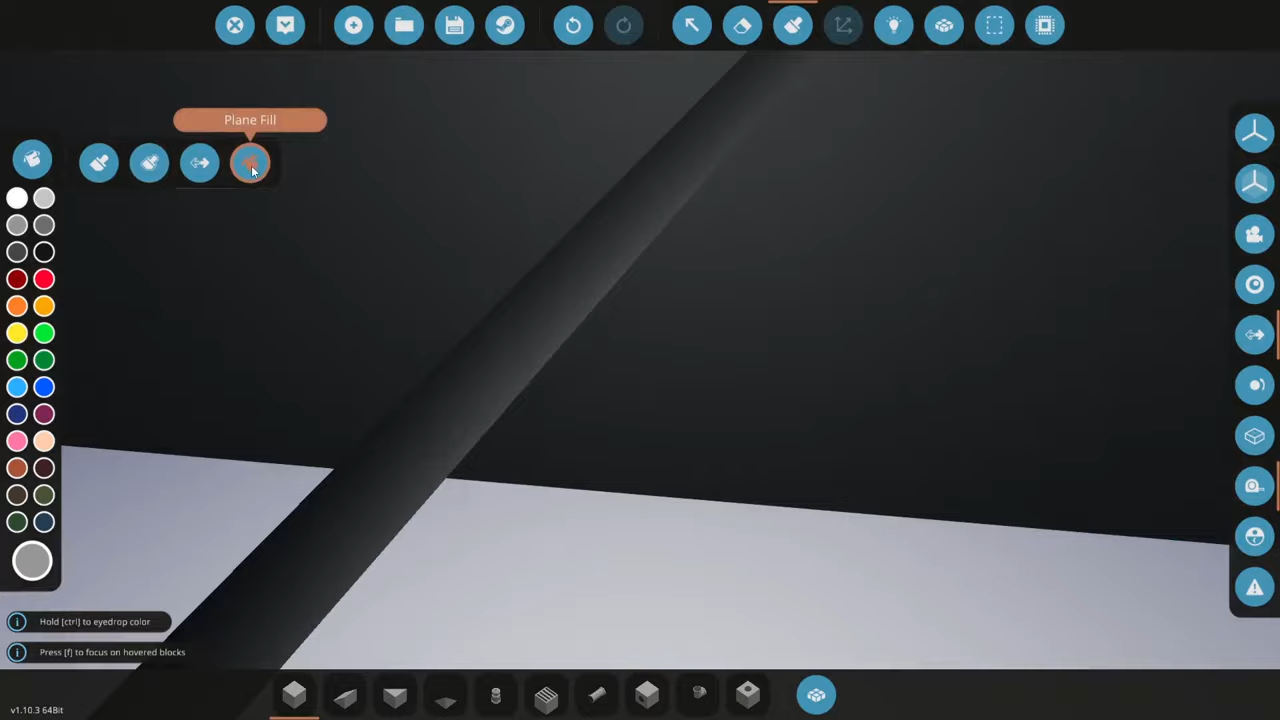 Plane Fill
Hold [ctrl] to eyedrop color
Press [f] to focus on hovered blocks
v1.10.3 64Bit